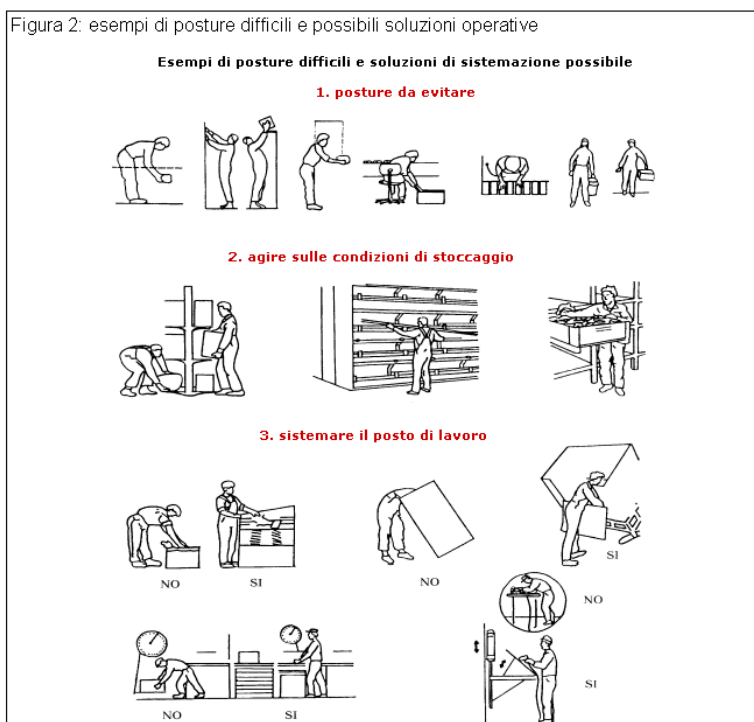 Figura 2: esempi di posture difficili e possibili soluzioni operative
Esempi di posture difficili e soluzioni di sistemazione possibile
1. posture da evitare
2. agire sulle condizioni di stoccaggio
3. sistemare il posto di lavoro
NO
SI
NO
SI
NO
NO
SI
SI